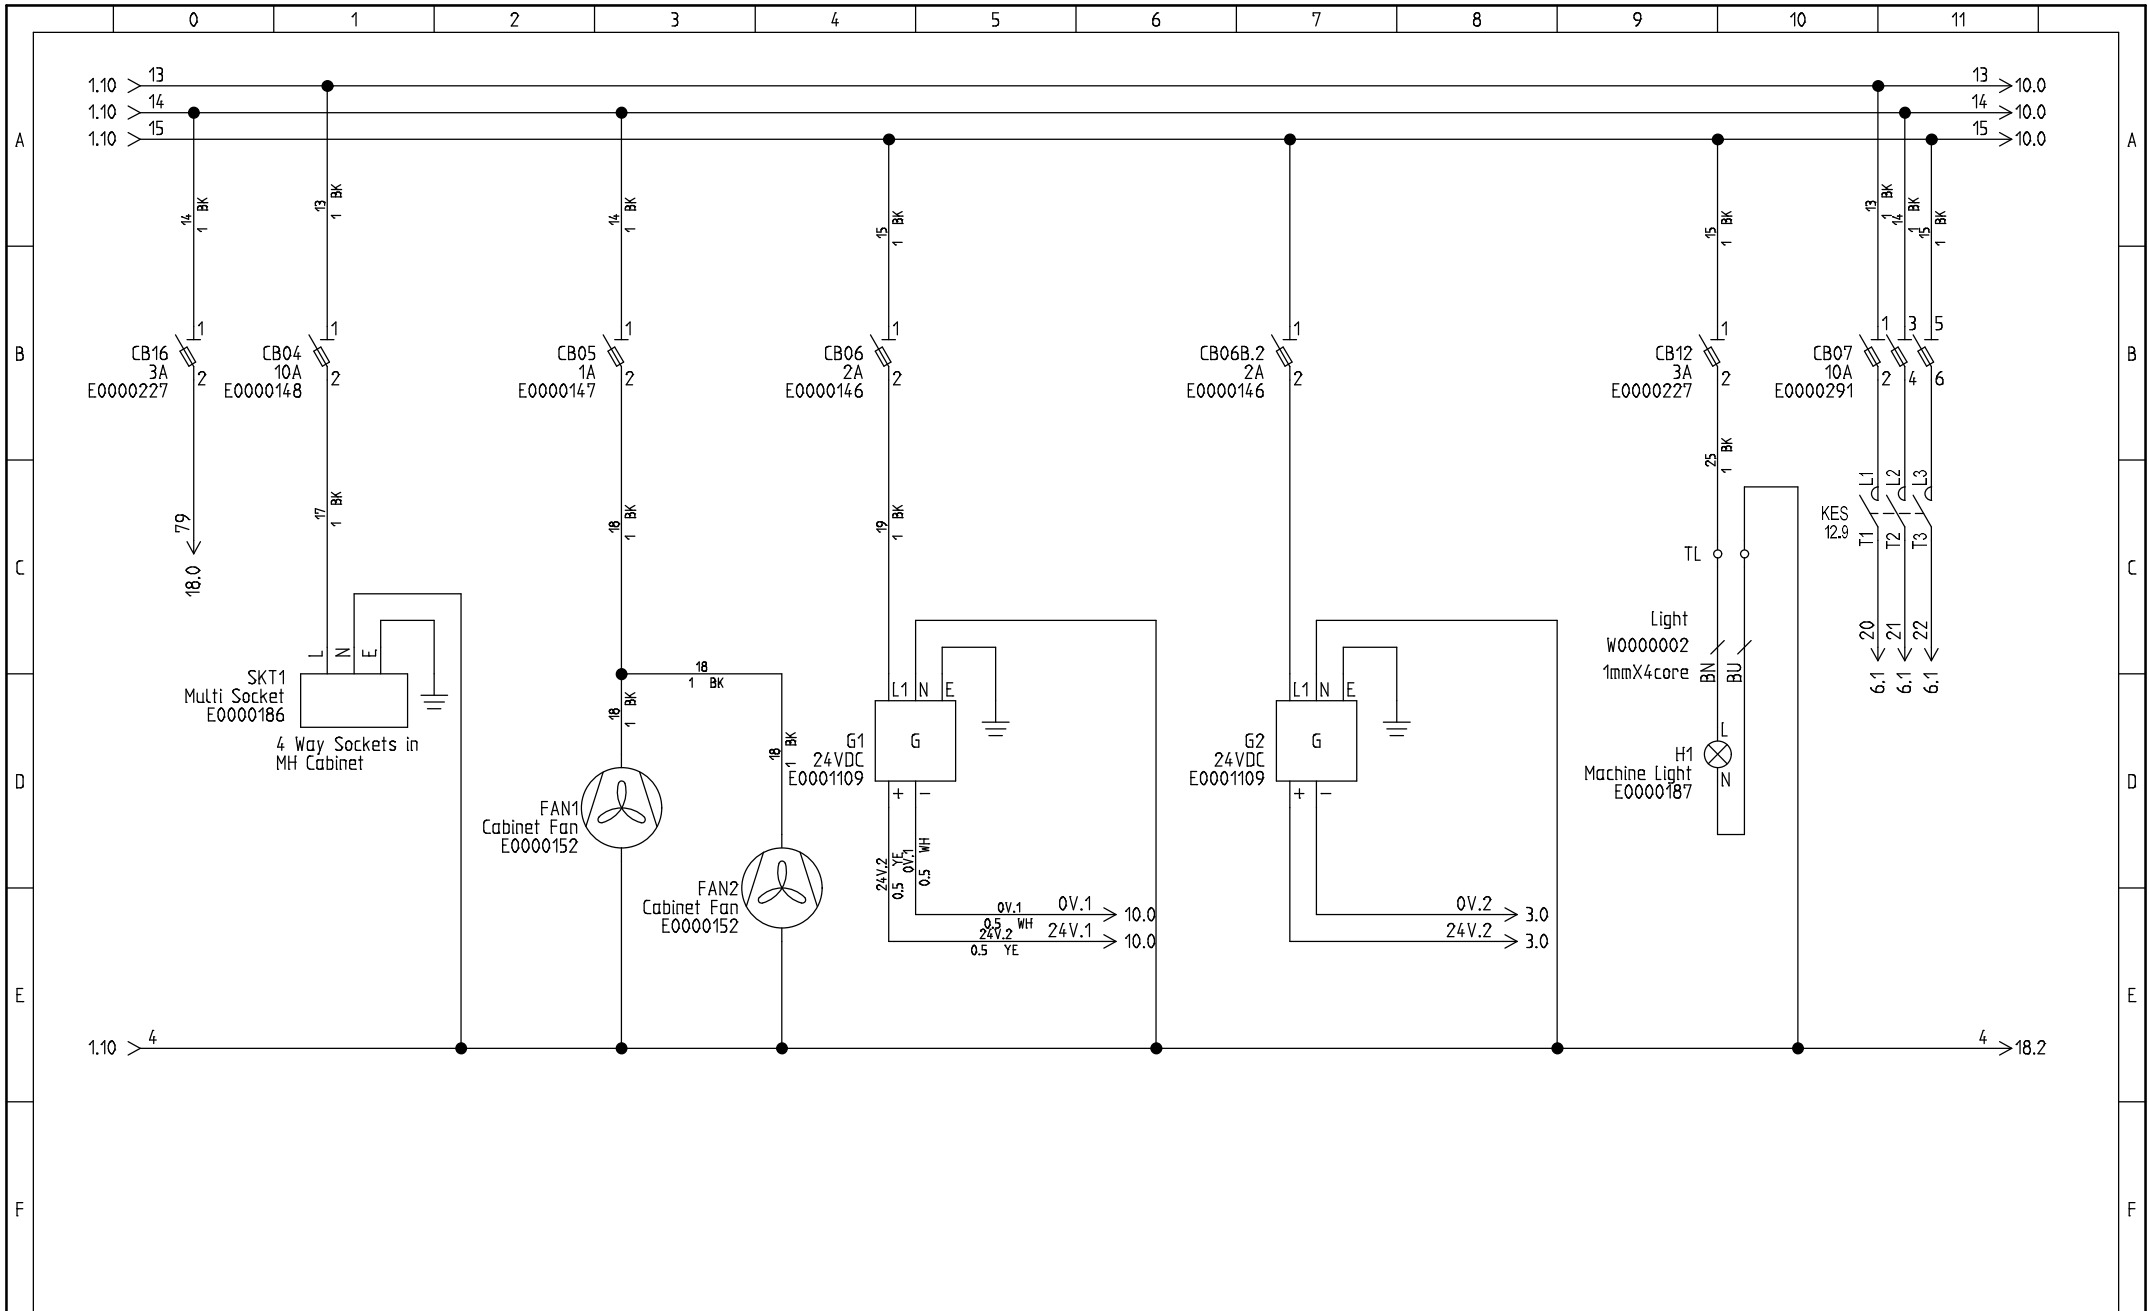 0 1 2 3 4 5 6 7 8 9 10 11
1.10 13 13 10.0
1.10 14 14 10.0
1.10 15 15 10.0
A A
14 1 BK
13 1 BK
14 1 BK
15 1 BK
15 1 BK
13 1 BK
14 1 BK
15 1 BK
B B
CB16
3A
E0000227
1
2
CB04
10A
E0000148
1
2
CB05
1A
E0000147
1
2
CB06
2A
E0000146
1
2
CB06B.2
2A
E0000146
1
2
CB12
3A
E0000227
1
2
CB07
10A
E0000291
1 3 5
2 4 6
25 1 BK
C C
79
18.0
17 1 BK
18 1 BK
19 1 BK
L1 L2 L3
KES
12.9
T1 T2 T3
TL
20 21 22
6.1 6.1 6.1
Light
W0000002
1mmX4core
BN BU
L N E
SKT1
Multi Socket
E0000186
4 Way Sockets in
MH Cabinet
18
1 BK
18 1 BK
18 1 BK
D D
L1 N E
G1
24VDC
E0001109
G
+ -
L1 N E
G2
24VDC
E0001109
G
+ -
L
H1
Machine Light
E0000187
N
FAN1
Cabinet Fan
E0000152
FAN2
Cabinet Fan
E0000152
24V.2
0.5 YE
0V.1
0.5 WH
0V.1
0.5 WH
0V.1 10.0
24V.2
0.5 YE
24V.1 10.0
0V.2 3.0
24V.2 3.0
E E
1.10 4 4 18.2
F F